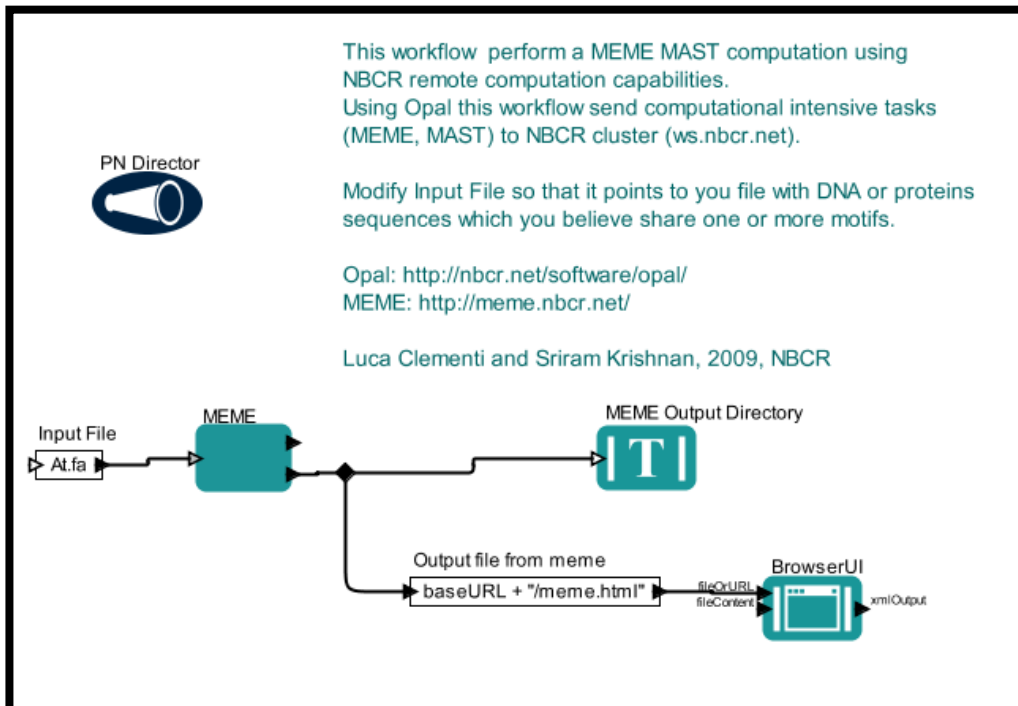 This workflow perform a MEME MAST computation using
NBCR remote computation capabilities.
Using Opal this workflow send computational intensive tasks
(MEME, MAST) to NBCR cluster (ws.nbcr.net).
PN Director
Modify Input File so that it points to you file with DNA or proteins
sequences which you believe share one or more motifs.
Opal: http://nbcr.net/software/opal/
MEME: http://meme.nbcr.net/
Luca Clementi and Sriram Krishnan, 2009, NBCR
Input File
At.fa
MEME
MEME Output Directory
T
Output file from meme
baseURL + "/meme.html"
BrowserUI
fileOrURL
fileContent
xmlOutput